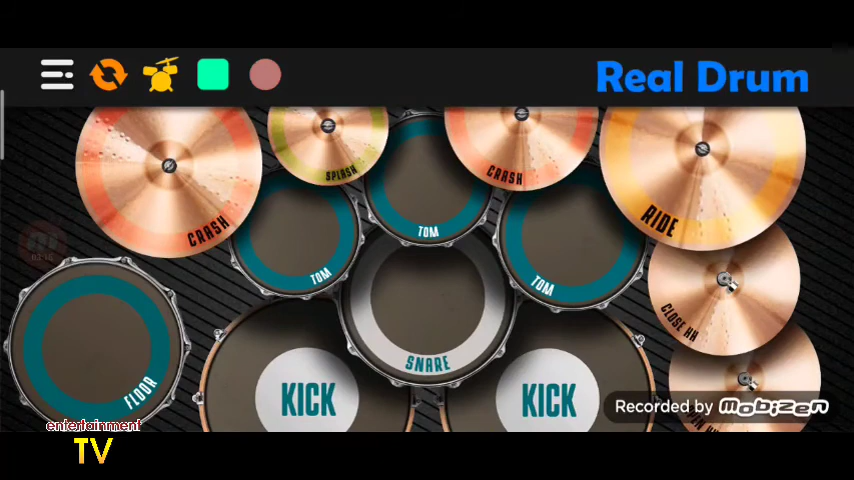 Real Drum
CRASH
SPLASH
CRASH
RIDE
TOM
TOM
TOM
CLOSE HH
SNARE
FLOOR
KICK
KICK
Recorded by mobizen
entertainment
TV